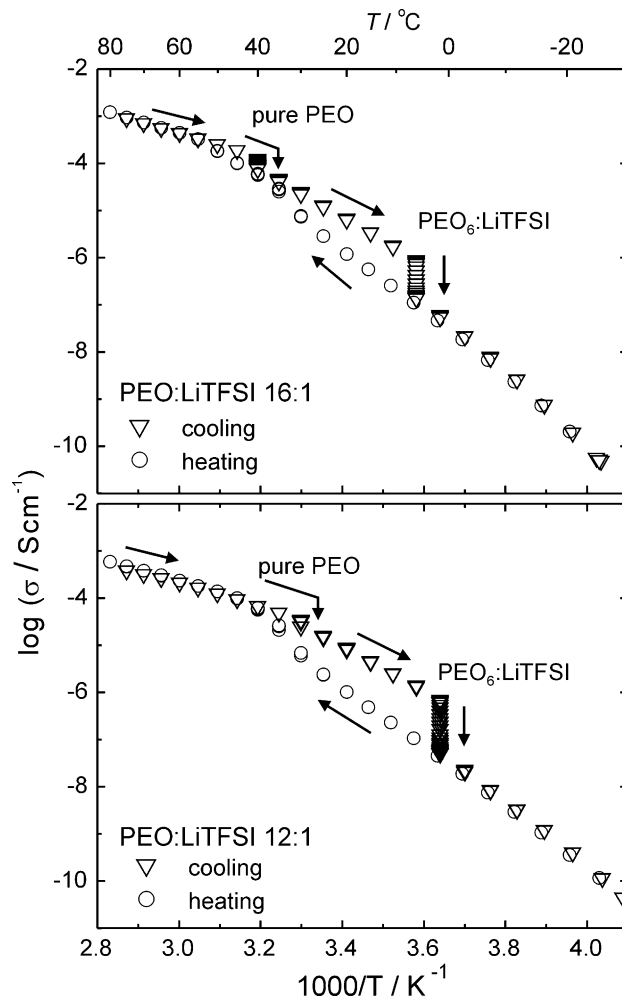 T / °C
80 60 40 20 0 -20
-2
-4
-6
-8
-10
pure PEO
PEO₆:LiTFSI
PEO:LiTFSI 16:1
cooling
heating
log (σ / Scm⁻¹)
-2
-4
-6
-8
-10
pure PEO
PEO₆:LiTFSI
PEO:LiTFSI 12:1
cooling
heating
2.8 3.0 3.2 3.4 3.6 3.8 4.0
1000/T / K⁻¹